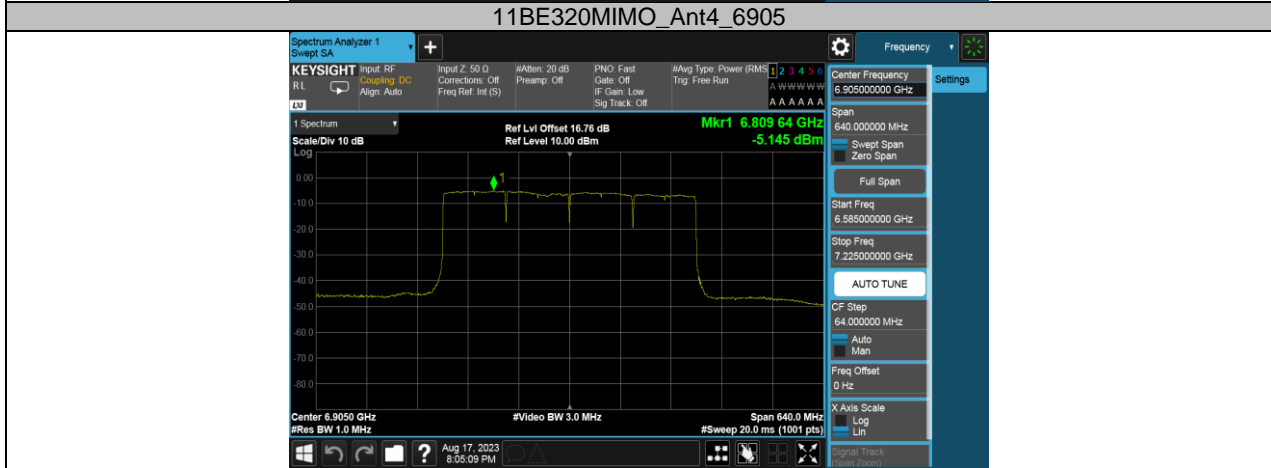 11BE320MIMO_Ant4_6905
Spectrum Analyzer 1
Swept SA
+
Frequency
KEYSIGHT
RL
LXI
Input: RF
Coupling: DC
Align: Auto
Input Z: 50 Ω
Corrections: Off
Freq Ref: Int (S)
#Atten: 20 dB
Preamp: Off
PNO: Fast
Gate: Off
IF Gain: Low
Sig Track: Off
#Avg Type: Power (RMS
Trig: Free Run
1 2 3 4 5 6
A W W W W W
A A A A A A
1 Spectrum
Scale/Div 10 dB
Log
Ref Lvl Offset 16.76 dB
Ref Level 10.00 dBm
Mkr1 6.809 64 GHz
-5.145 dBm
1
0.00
-10.0
-20.0
-30.0
-40.0
-50.0
-60.0
-70.0
-80.0
Center 6.9050 GHz
#Res BW 1.0 MHz
#Video BW 3.0 MHz
Span 640.0 MHz
#Sweep 20.0 ms (1001 pts)
Center Frequency
6.905000000 GHz
Settings
Span
640.000000 MHz
Swept Span
Zero Span
Full Span
Start Freq
6.585000000 GHz
Stop Freq
7.225000000 GHz
AUTO TUNE
CF Step
64.000000 MHz
Auto
Man
Freq Offset
0 Hz
X Axis Scale
Log
Lin
Signal Track
(Span Zoom)
?
Aug 17, 2023
8:05:09 PM